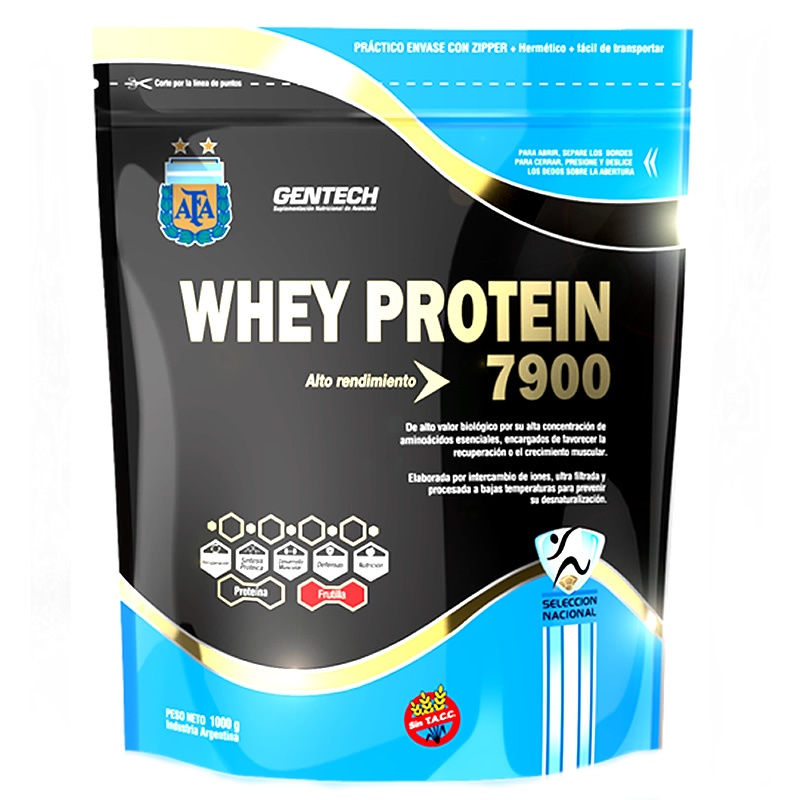 PRÁCTICO ENVASE CON ZIPPER + Hermético + fácil de transportar
Corte por la linea de puntos
PARA ABRIR, SEPARE LOS BORDES
PARA CERRAR, PRESIONE Y DESLICE
LOS DEDOS SOBRE LA ABERTURA
AFA
GENTECH
Suplementación Nutricional de Avanzada
WHEY PROTEIN
7900
Alto rendimiento
De alto valor biológico por su alta concentración de
aminoácidos esenciales, encargados de favorecer la
recuperación o el crecimiento muscular.
Elaborada por intercambio de iones, ultra filtrada y
procesada a bajas temperaturas para prevenir
su desnaturalización.
Recuperación
Síntesis
Proteica
Desarrollo
Muscular
Defensas
Nutrición
Proteína
Frutilla
SELECCION
NACIONAL
Sin T.A.C.C.
PESO NETO 1000 g
Industria Argentina